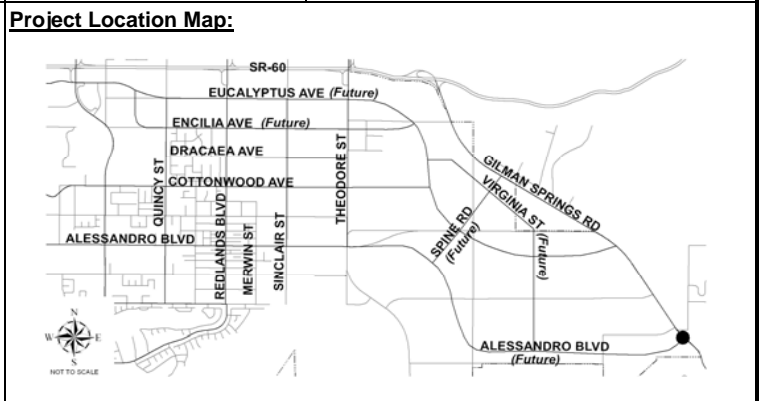 Project Location Map:
SR-60
EUCALYPTUS AVE (Future)
ENCILIA AVE (Future)
DRACAEA AVE
COTTONWOOD AVE
ALESSANDRO BLVD
QUINCY ST
REDLANDS BLVD
MERWIN ST
SINCLAIR ST
THEODORE ST
GILMAN SPRINGS RD
VIRGINIA ST
(Future)
SPINE RD
(Future)
ALESSANDRO BLVD
(Future)
N
W E
S
NOT TO SCALE